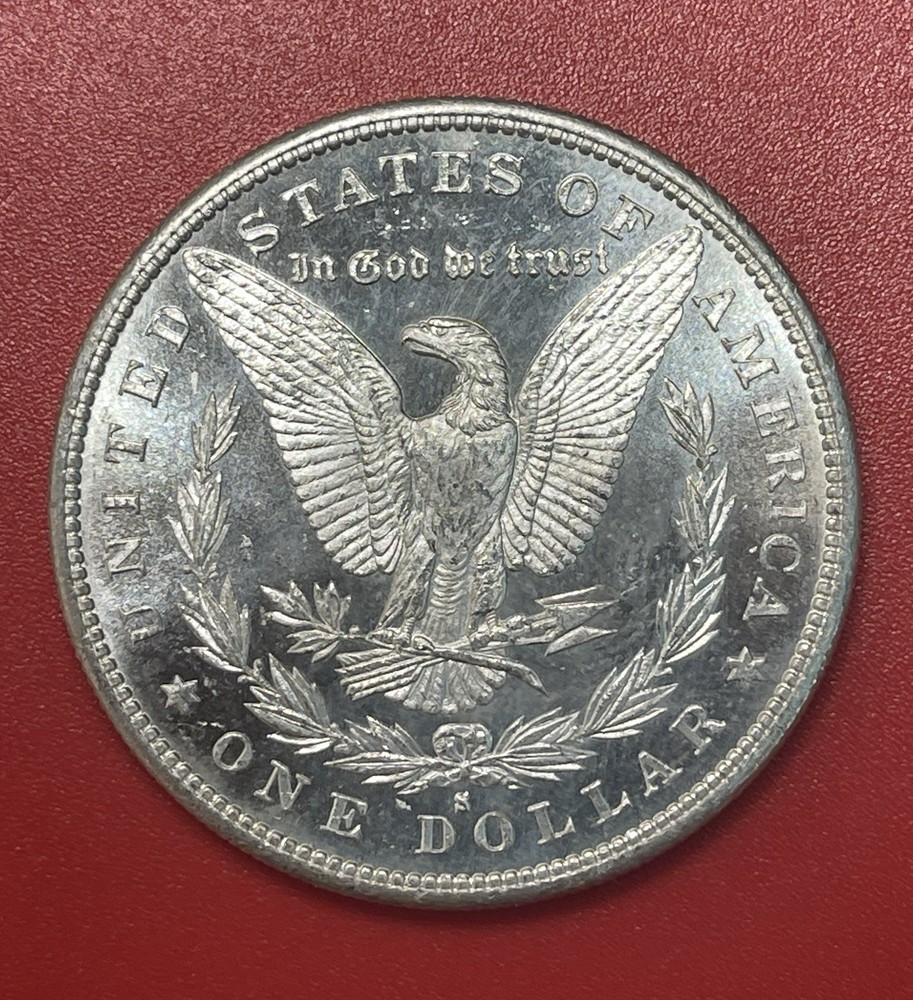 UNITED STATES OF AMERICA
In God we trust
S
ONE DOLLAR